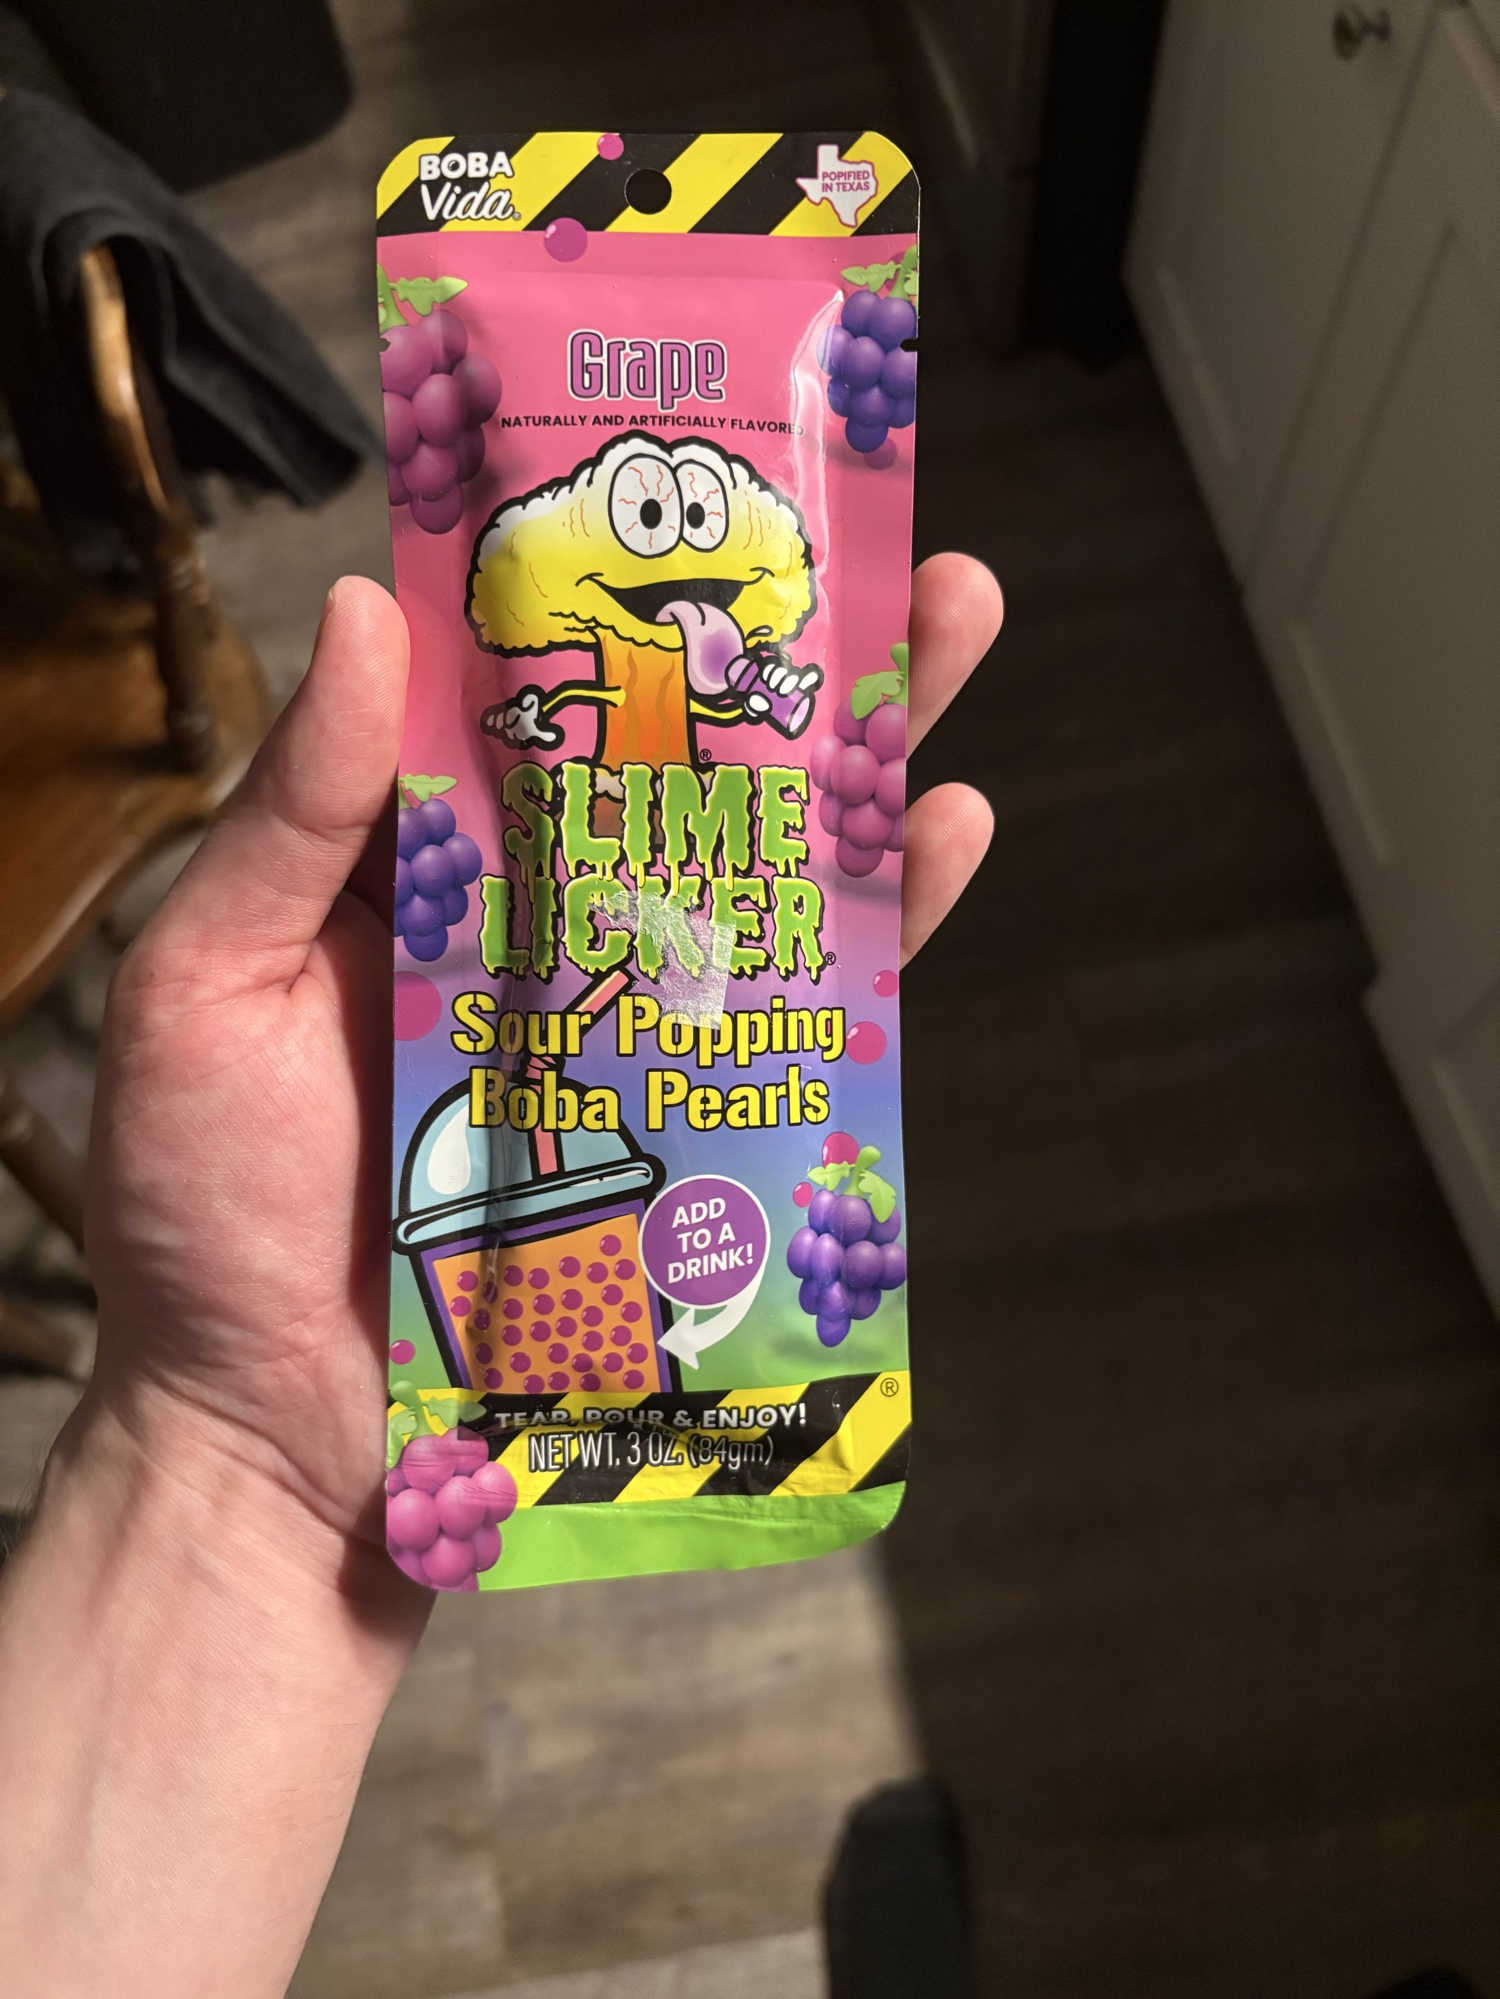 BOBA
Vida®
POPIFIED
IN TEXAS
Grape
NATURALLY AND ARTIFICIALLY FLAVORED
®
SLIME
LICKER®
Sour Popping
Boba Pearls
ADD
TO A
DRINK!
®
TEAR, POUR & ENJOY!
NET WT. 3 OZ. (84gm)